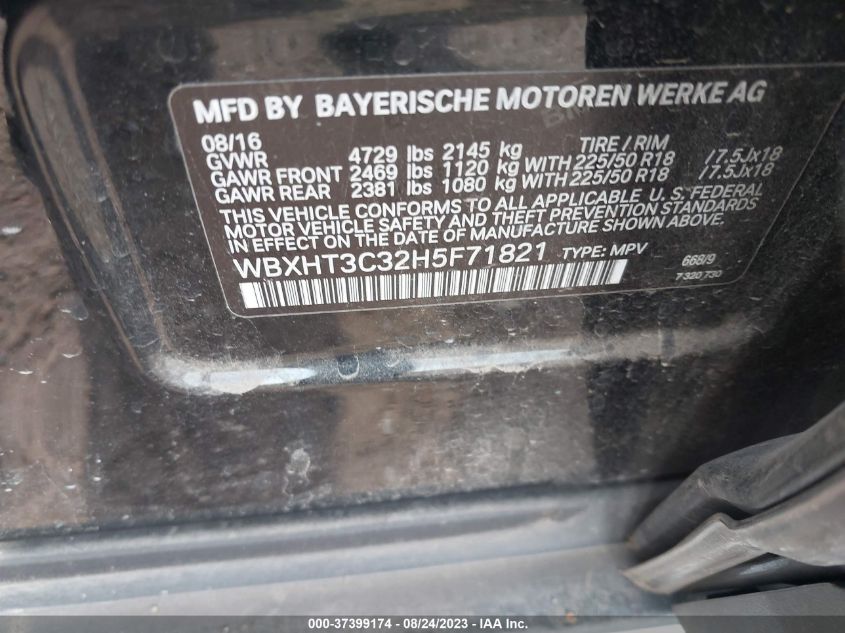 MFD BY BAYERISCHE MOTOREN WERKE AG
08/16 TIRE / RIM
GVWR 4729 lbs 2145 kg
GAWR FRONT 2469 lbs 1120 kg WITH 225/50 R18 /7.5Jx18
GAWR REAR 2381 lbs 1080 kg WITH 225/50 R18 /7.5Jx18
THIS VEHICLE CONFORMS TO ALL APPLICABLE U.S. FEDERAL
MOTOR VEHICLE SAFETY AND THEFT PREVENTION STANDARDS
IN EFFECT ON THE DATE OF MANUFACTURE SHOWN ABOVE.
WBXHT3C32H5F71821 TYPE: MPV 668/9
7 320 730
000-37399174 - 08/24/2023 - IAA Inc.